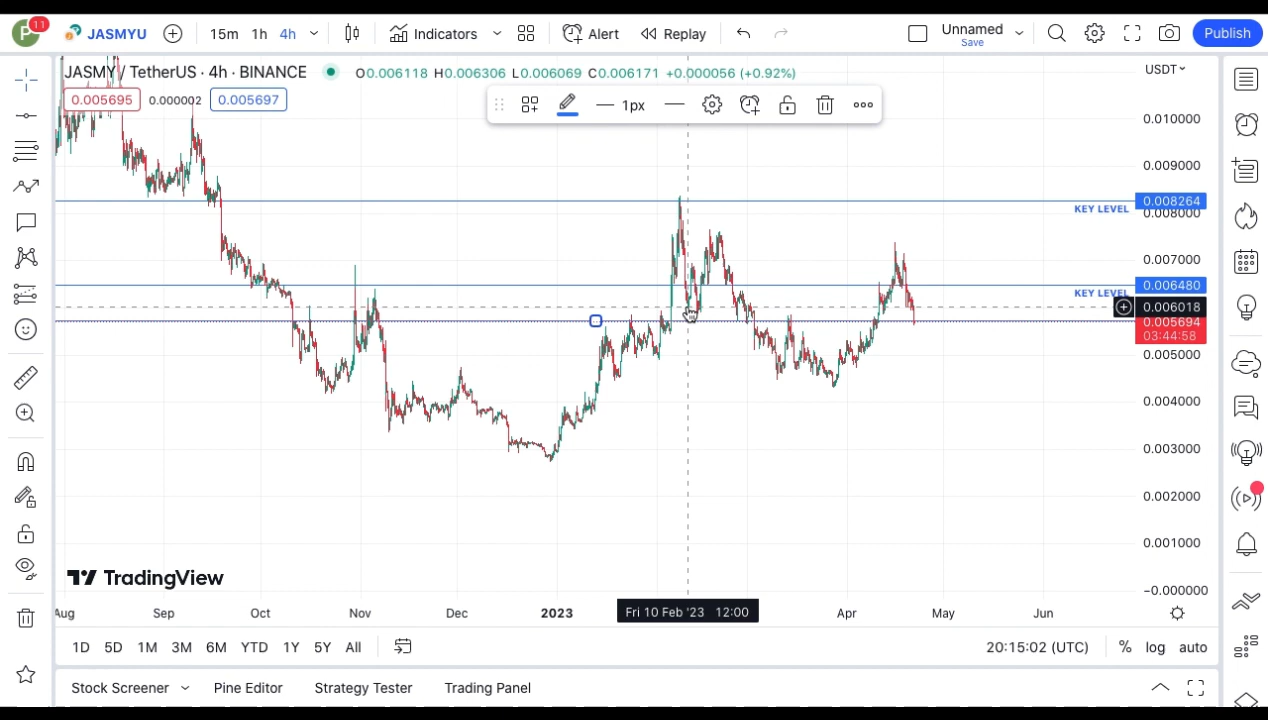 P 11 JASMYU 15m 1h 4h Indicators Alert Replay Unnamed Save Publish
JASMY / TetherUS · 4h · BINANCE O0.006118 H0.006306 L0.006069 C0.006171 +0.000056 (+0.92%) USDT
0.005695 0.000002 0.005697
1px
0.010000
0.009000
0.008264
KEY LEVEL
0.008000
0.007000
0.006480
KEY LEVEL
0.006018
0.005694
03:44:58
0.005000
0.004000
0.003000
0.002000
0.001000
−0.000000
TradingView
Aug Sep Oct Nov Dec 2023 Fri 10 Feb '23 12:00 Apr May Jun
1D 5D 1M 3M 6M YTD 1Y 5Y All 20:15:02 (UTC) % log auto
Stock Screener Pine Editor Strategy Tester Trading Panel